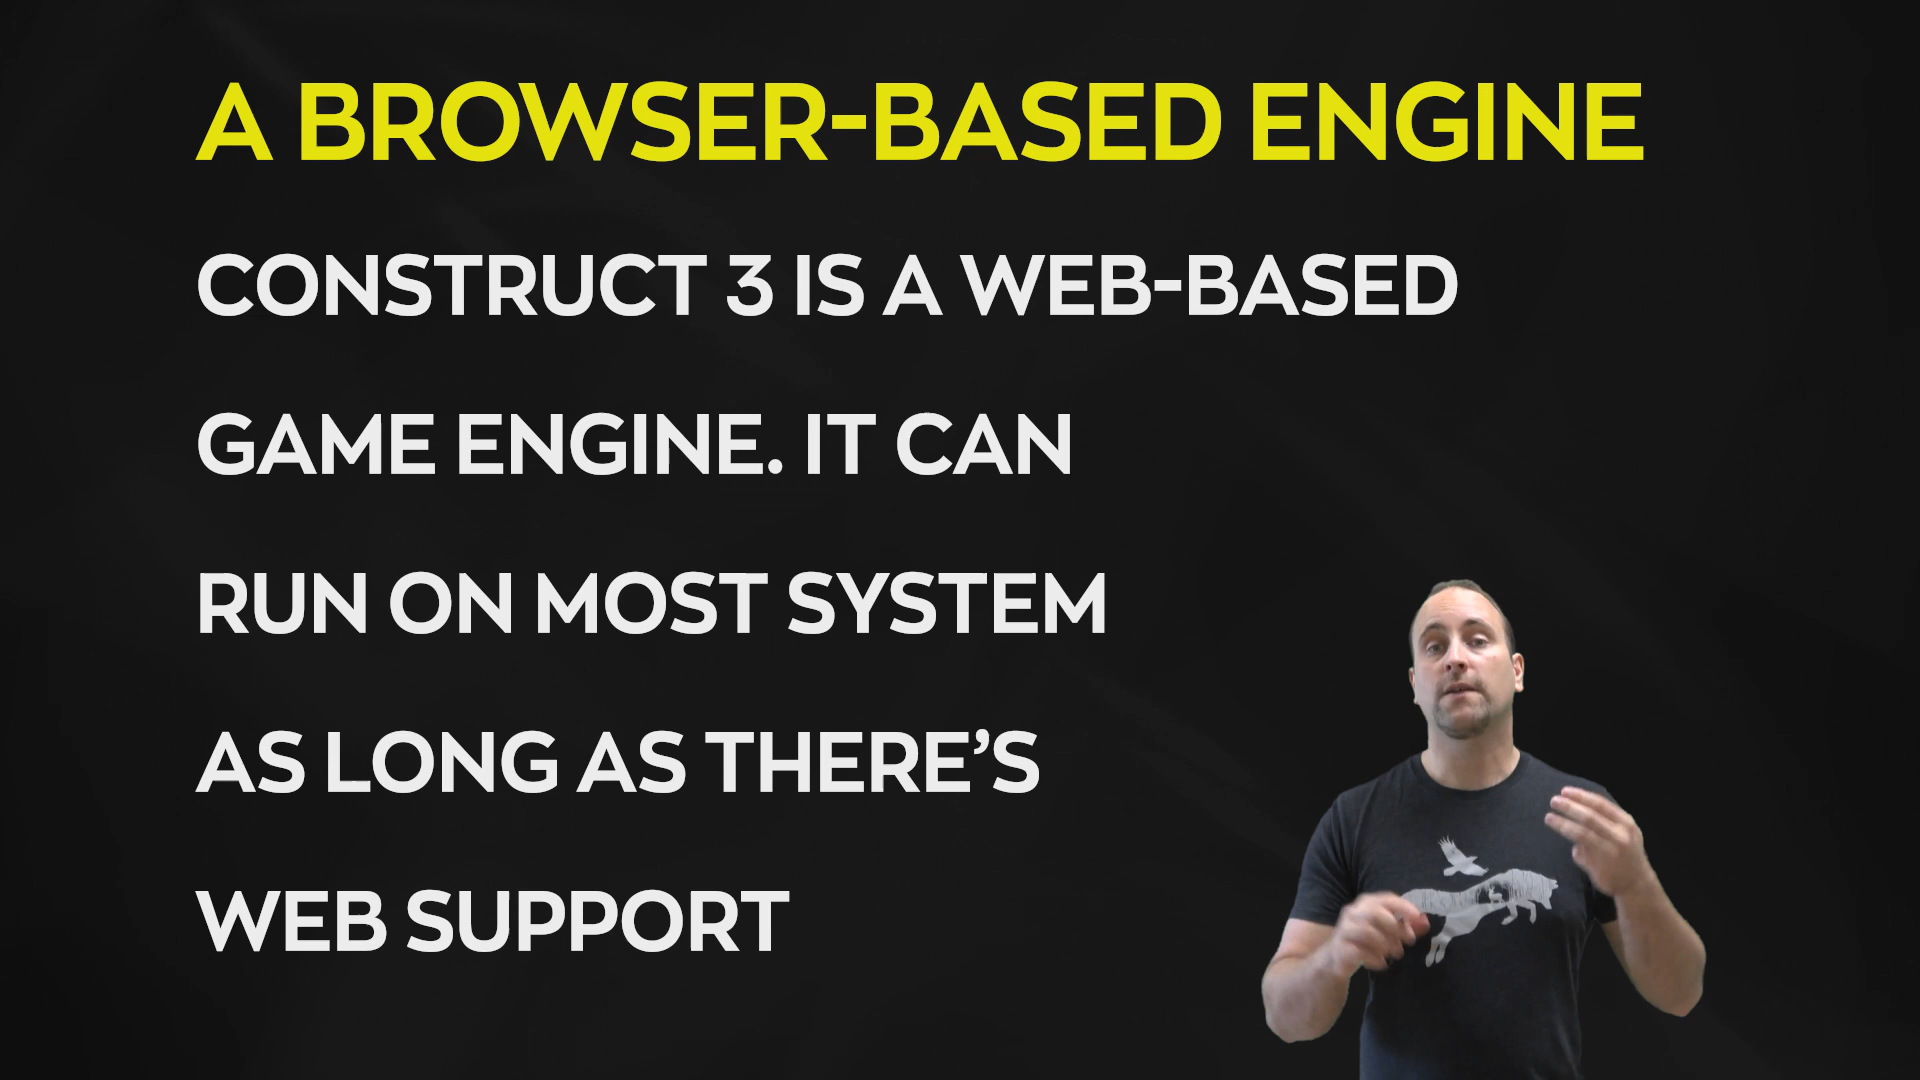 A BROWSER-BASED ENGINE
CONSTRUCT 3 IS A WEB-BASED
GAME ENGINE. IT CAN
RUN ON MOST SYSTEM
AS LONG AS THERE’S
WEB SUPPORT